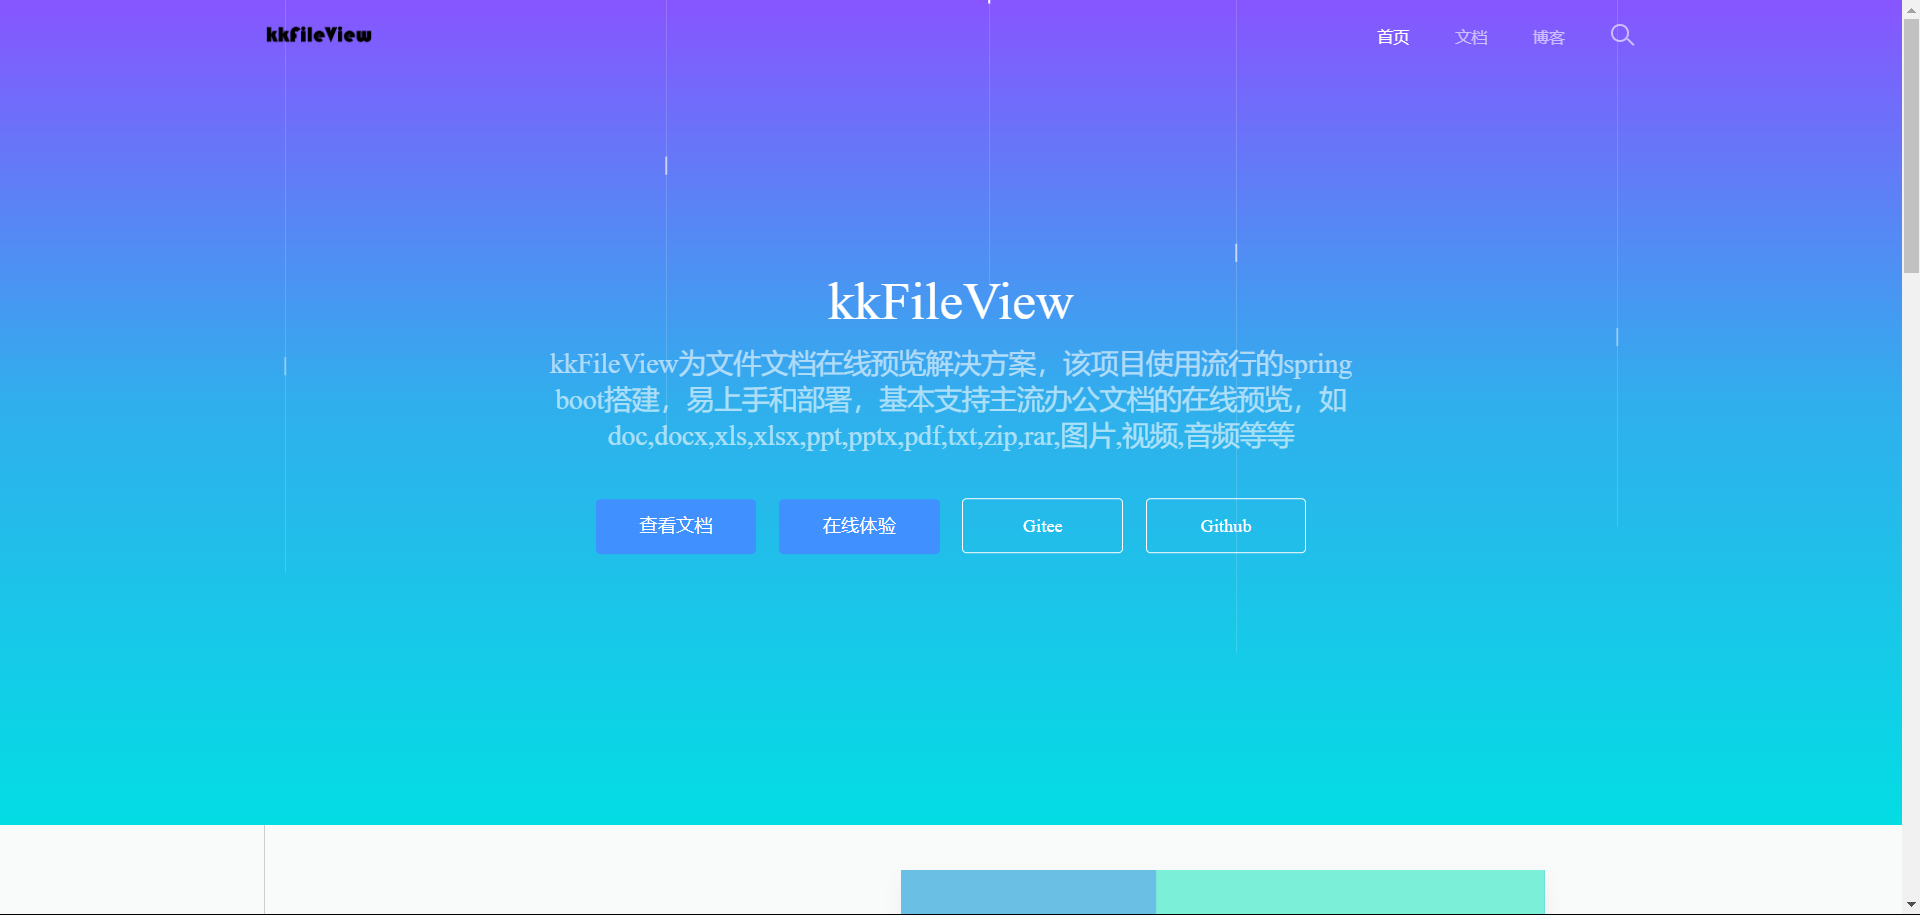 kkFileView
首页
文档
博客
kkFileView
kkFileView为文件文档在线预览解决方案，该项目使用流行的spring
boot搭建，易上手和部署，基本支持主流办公文档的在线预览，如
doc,docx,xls,xlsx,ppt,pptx,pdf,txt,zip,rar,图片,视频,音频等等
查看文档
在线体验
Gitee
Github